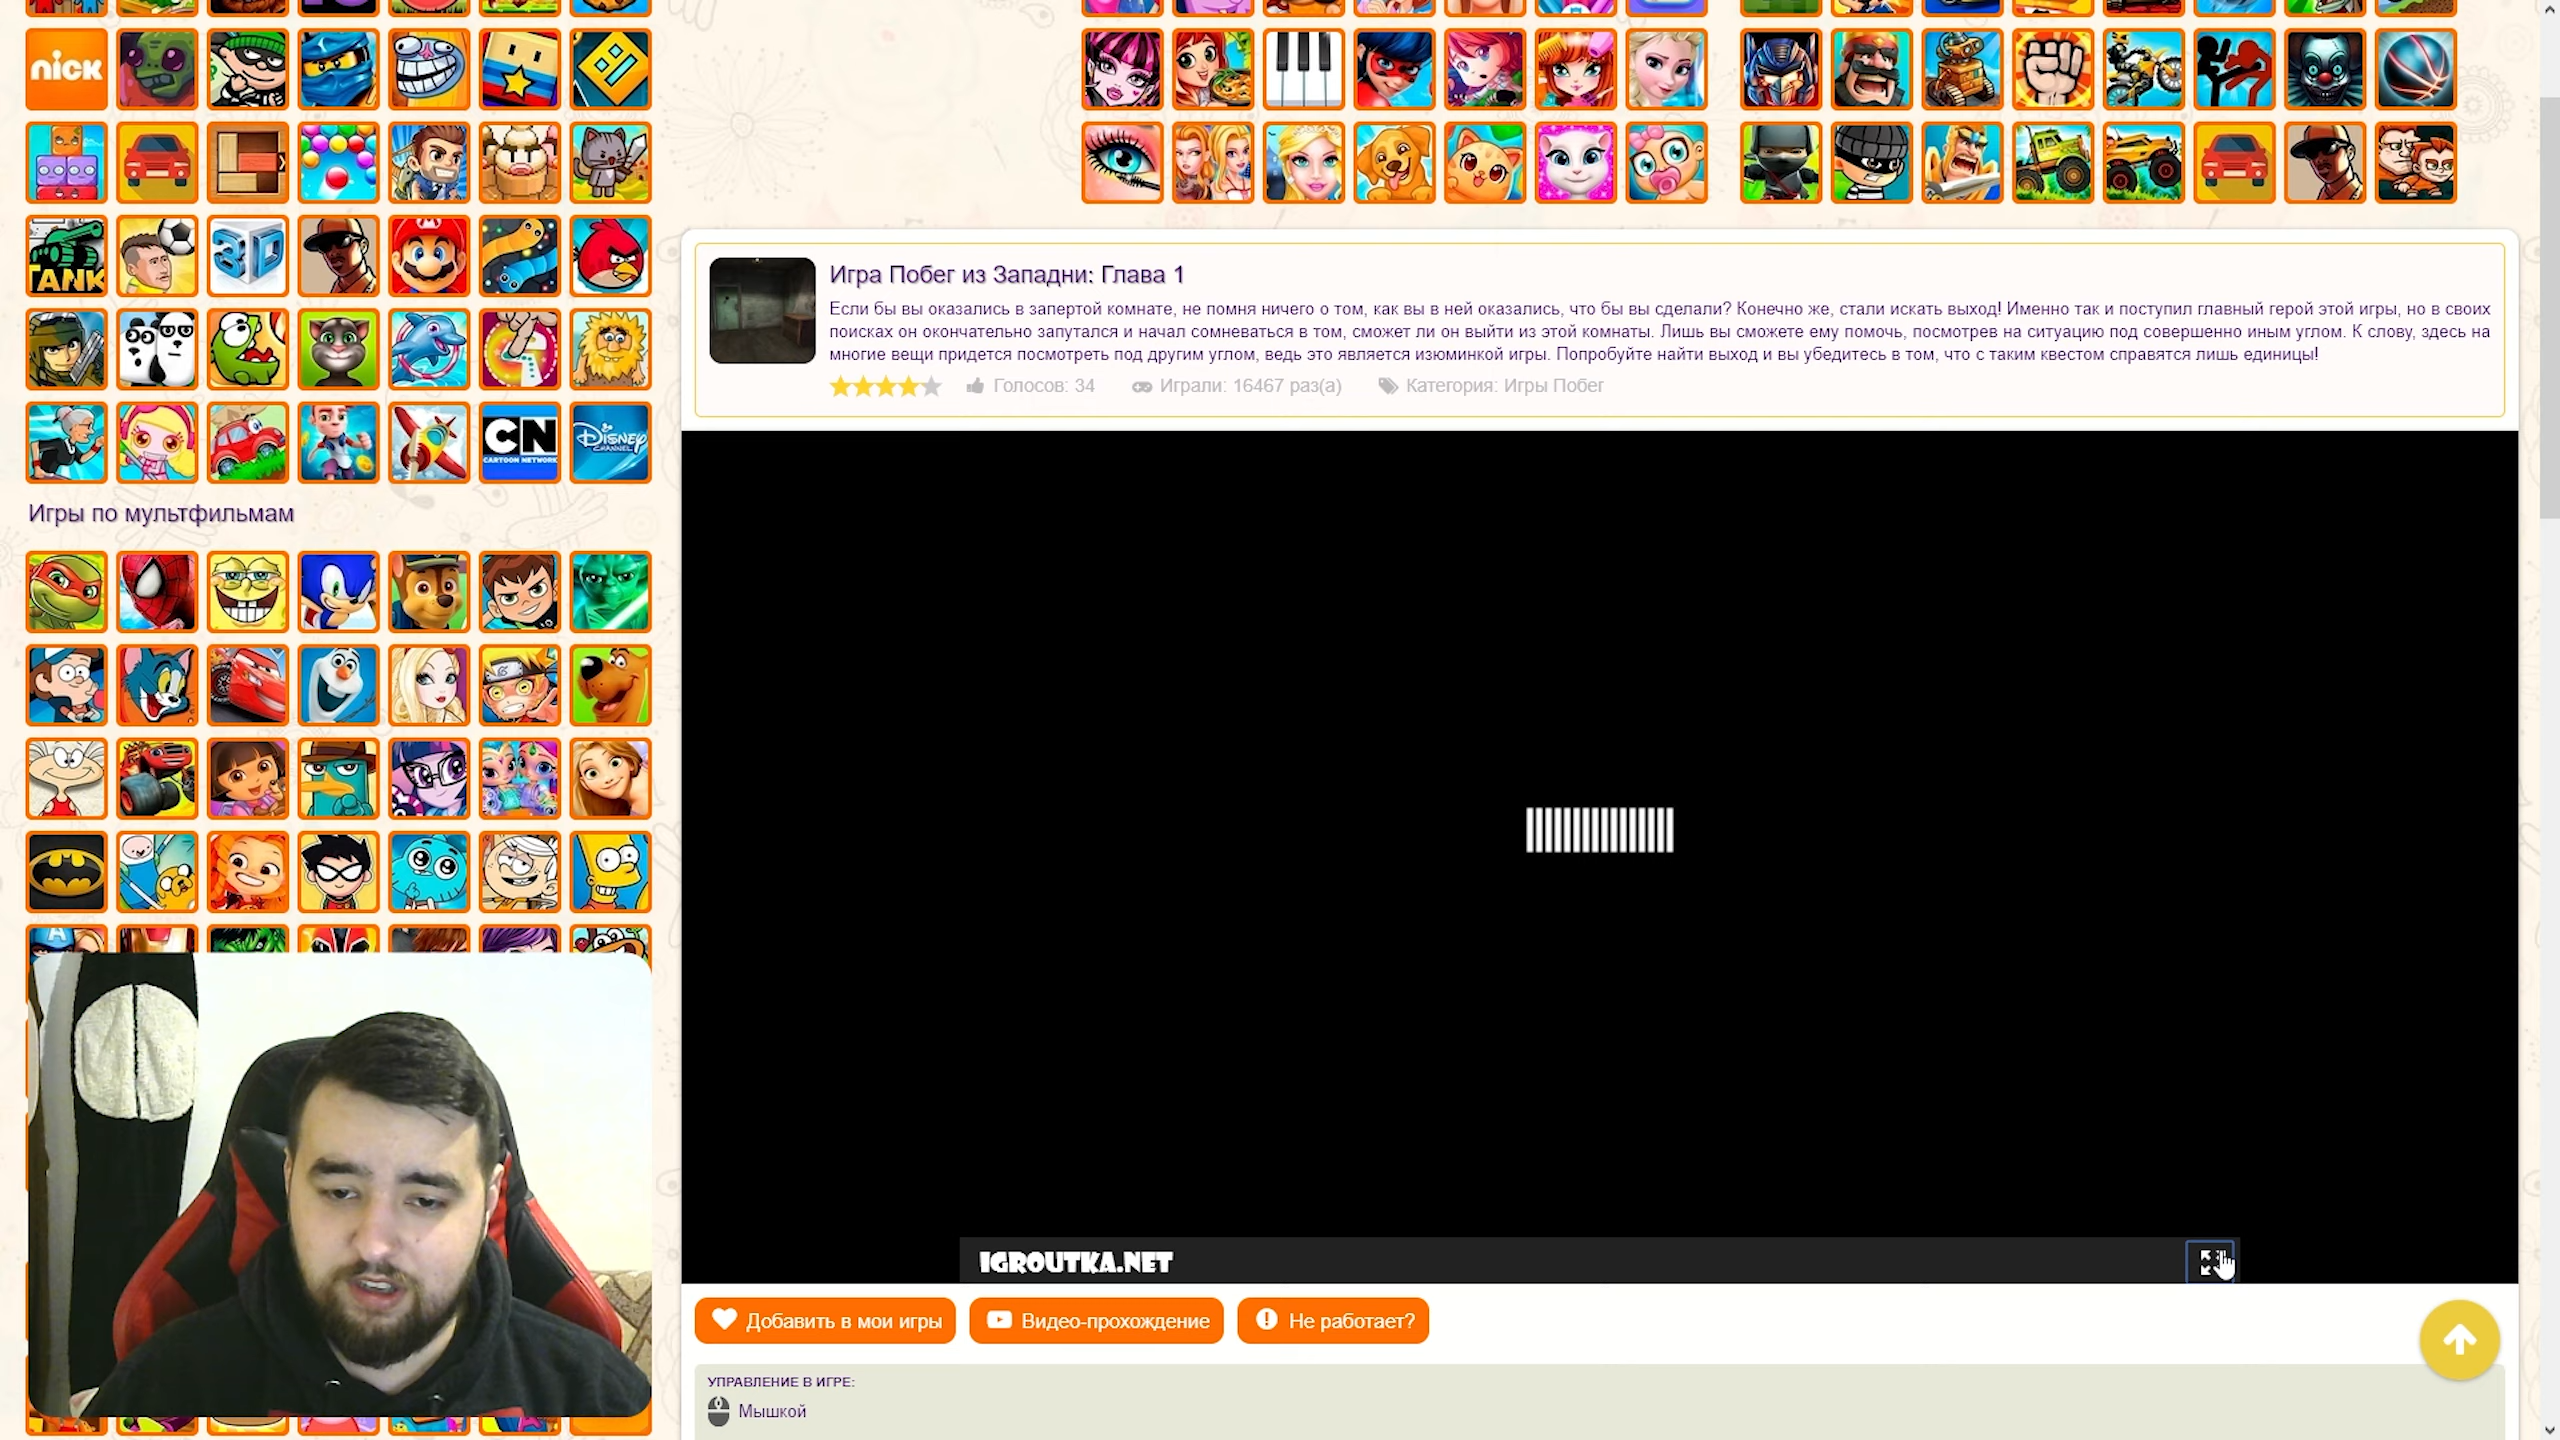 nick
TANK
3D
CN
CARTOON NETWORK
Disney
CHANNEL
Игры по мультфильмам
Игра Побег из Западни: Глава 1
Если бы вы оказались в запертой комнате, не помня ничего о том, как вы в ней оказались, что бы вы сделали? Конечно же, стали искать выход! Именно так и поступил главный герой этой игры, но в своих
поисках он окончательно запутался и начал сомневаться в том, сможет ли он выйти из этой комнаты. Лишь вы сможете ему помочь, посмотрев на ситуацию под совершенно иным углом. К слову, здесь на
многие вещи придется посмотреть под другим углом, ведь это является изюминкой игры. Попробуйте найти выход и вы убедитесь в том, что с таким квестом справятся лишь единицы!
Голосов: 34 Играли: 16467 раз(а) Категория: Игры Побег
IGROUTKA.NET
Добавить в мои игры Видео-прохождение Не работает?
УПРАВЛЕНИЕ В ИГРЕ:
Мышкой